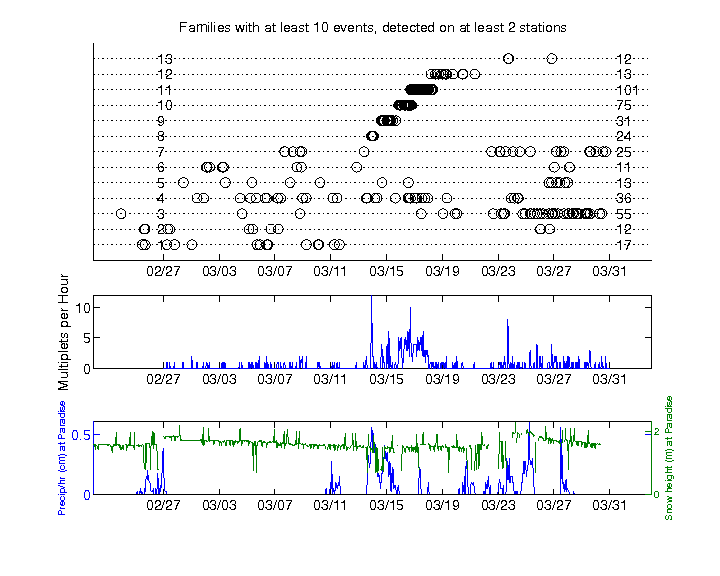 Families with at least 10 events, detected on at least 2 stations
13 12
12 13
11 101
10 75
9 31
8 24
7 25
6 11
5 13
4 36
3 55
2 12
1 17
02/27 03/03 03/07 03/11 03/15 03/19 03/23 03/27 03/31
Multiplets per Hour
10
5
0
02/27 03/03 03/07 03/11 03/15 03/19 03/23 03/27 03/31
Precip/hr (cm) at Paradise
0.5
0
2
0
Snow height (m) at Paradise
02/27 03/03 03/07 03/11 03/15 03/19 03/23 03/27 03/31